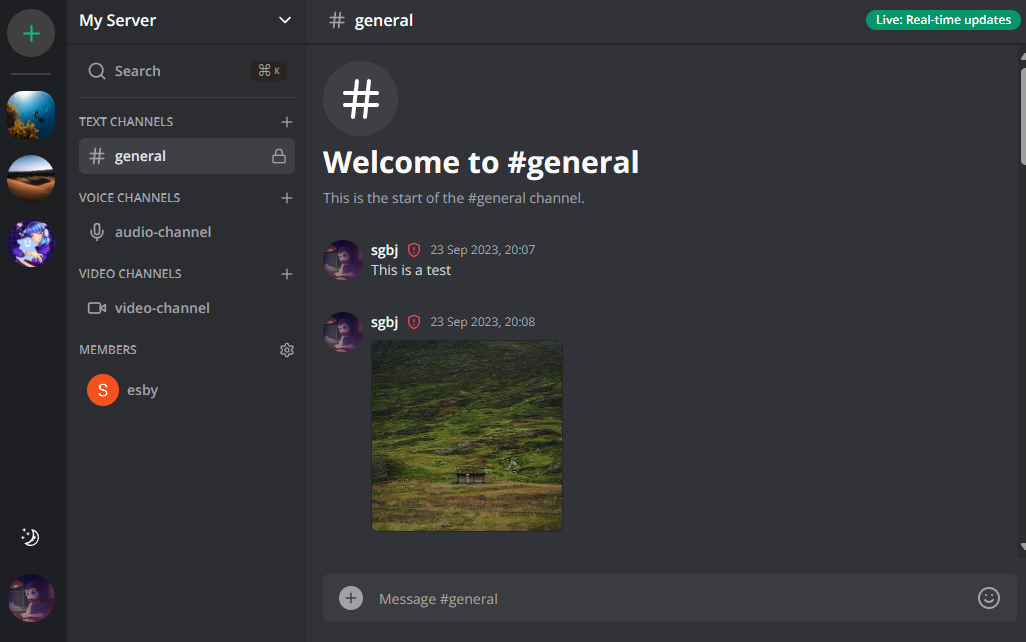 My Server
Search
⌘ K
TEXT CHANNELS
general
VOICE CHANNELS
audio-channel
VIDEO CHANNELS
video-channel
MEMBERS
S esby
# general
Live: Real-time updates
#
Welcome to #general
This is the start of the #general channel.
sgbj 23 Sep 2023, 20:07
This is a test
sgbj 23 Sep 2023, 20:08
Message #general